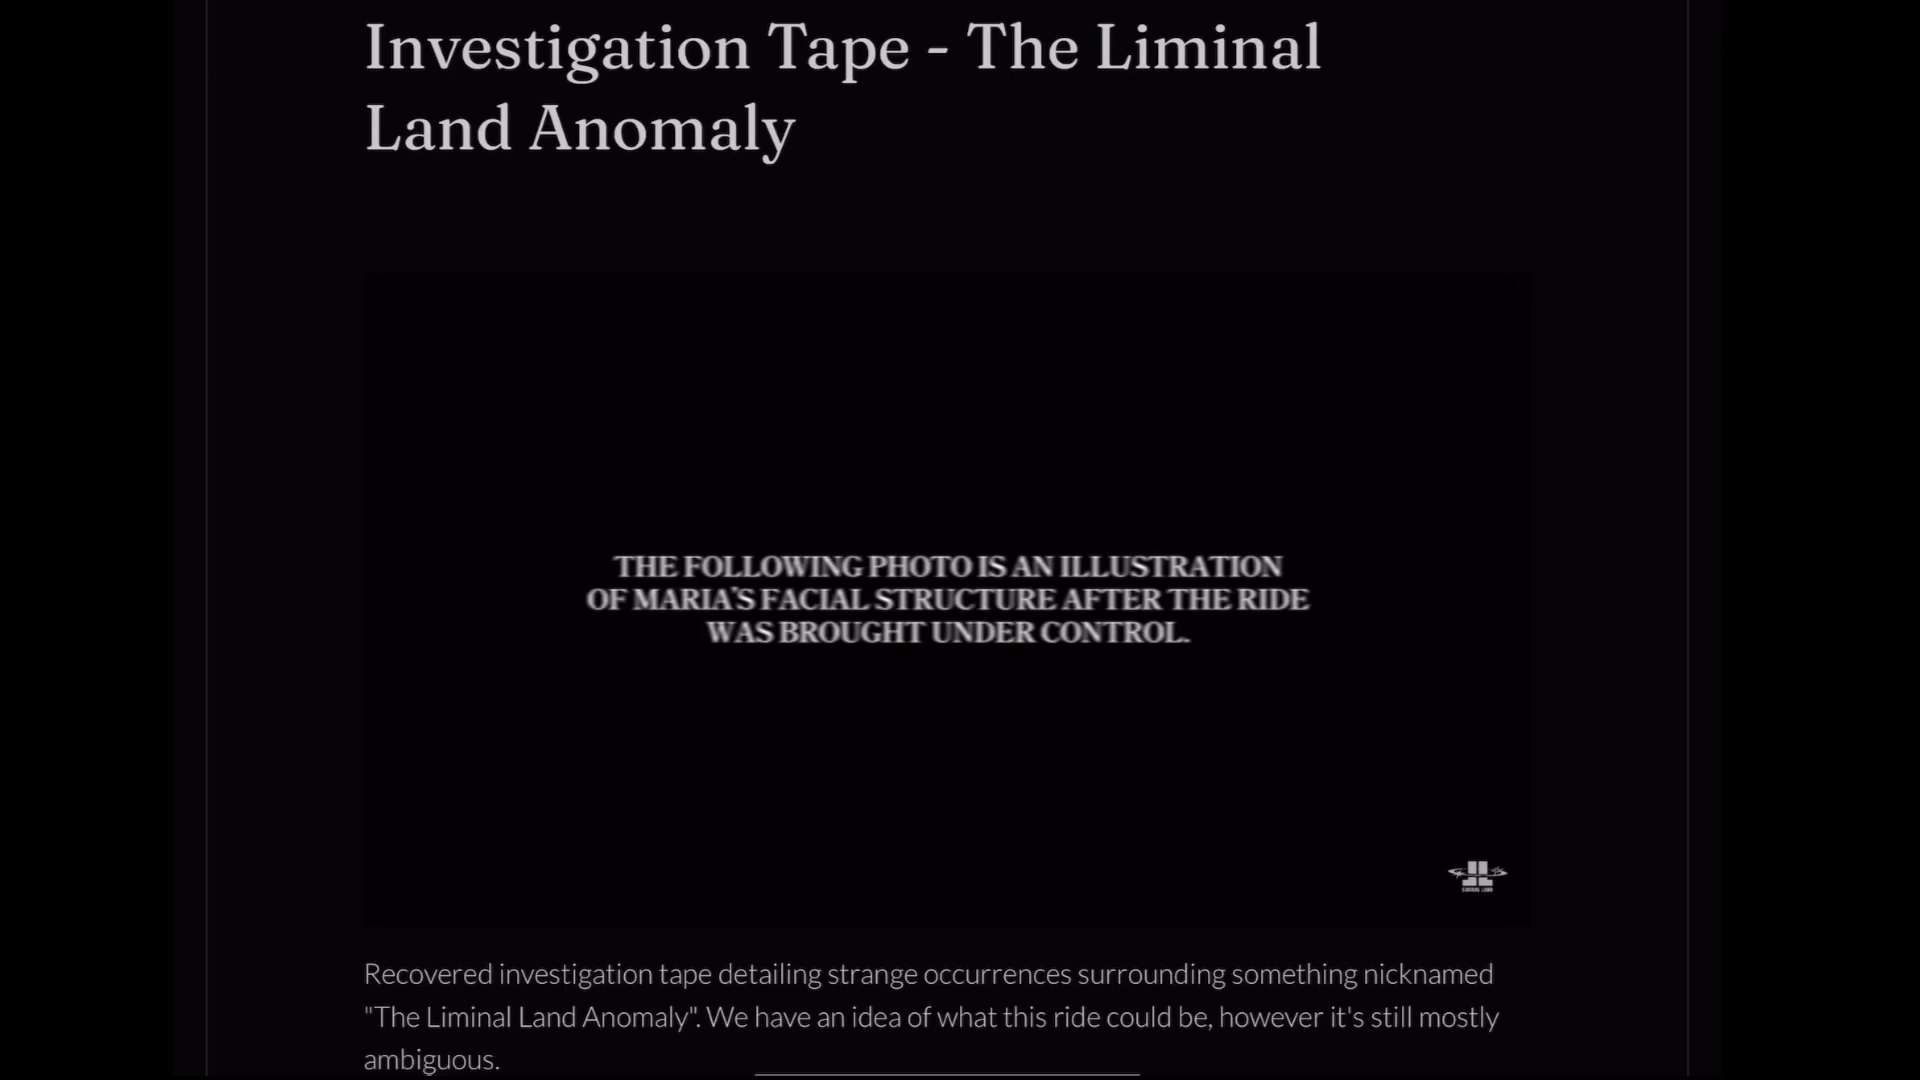 Investigation Tape - The Liminal
Land Anomaly
THE FOLLOWING PHOTO IS AN ILLUSTRATION
OF MARIA'S FACIAL STRUCTURE AFTER THE RIDE
WAS BROUGHT UNDER CONTROL.
LIMINAL LAND
Recovered investigation tape detailing strange occurrences surrounding something nicknamed
"The Liminal Land Anomaly". We have an idea of what this ride could be, however it's still mostly
ambiguous.